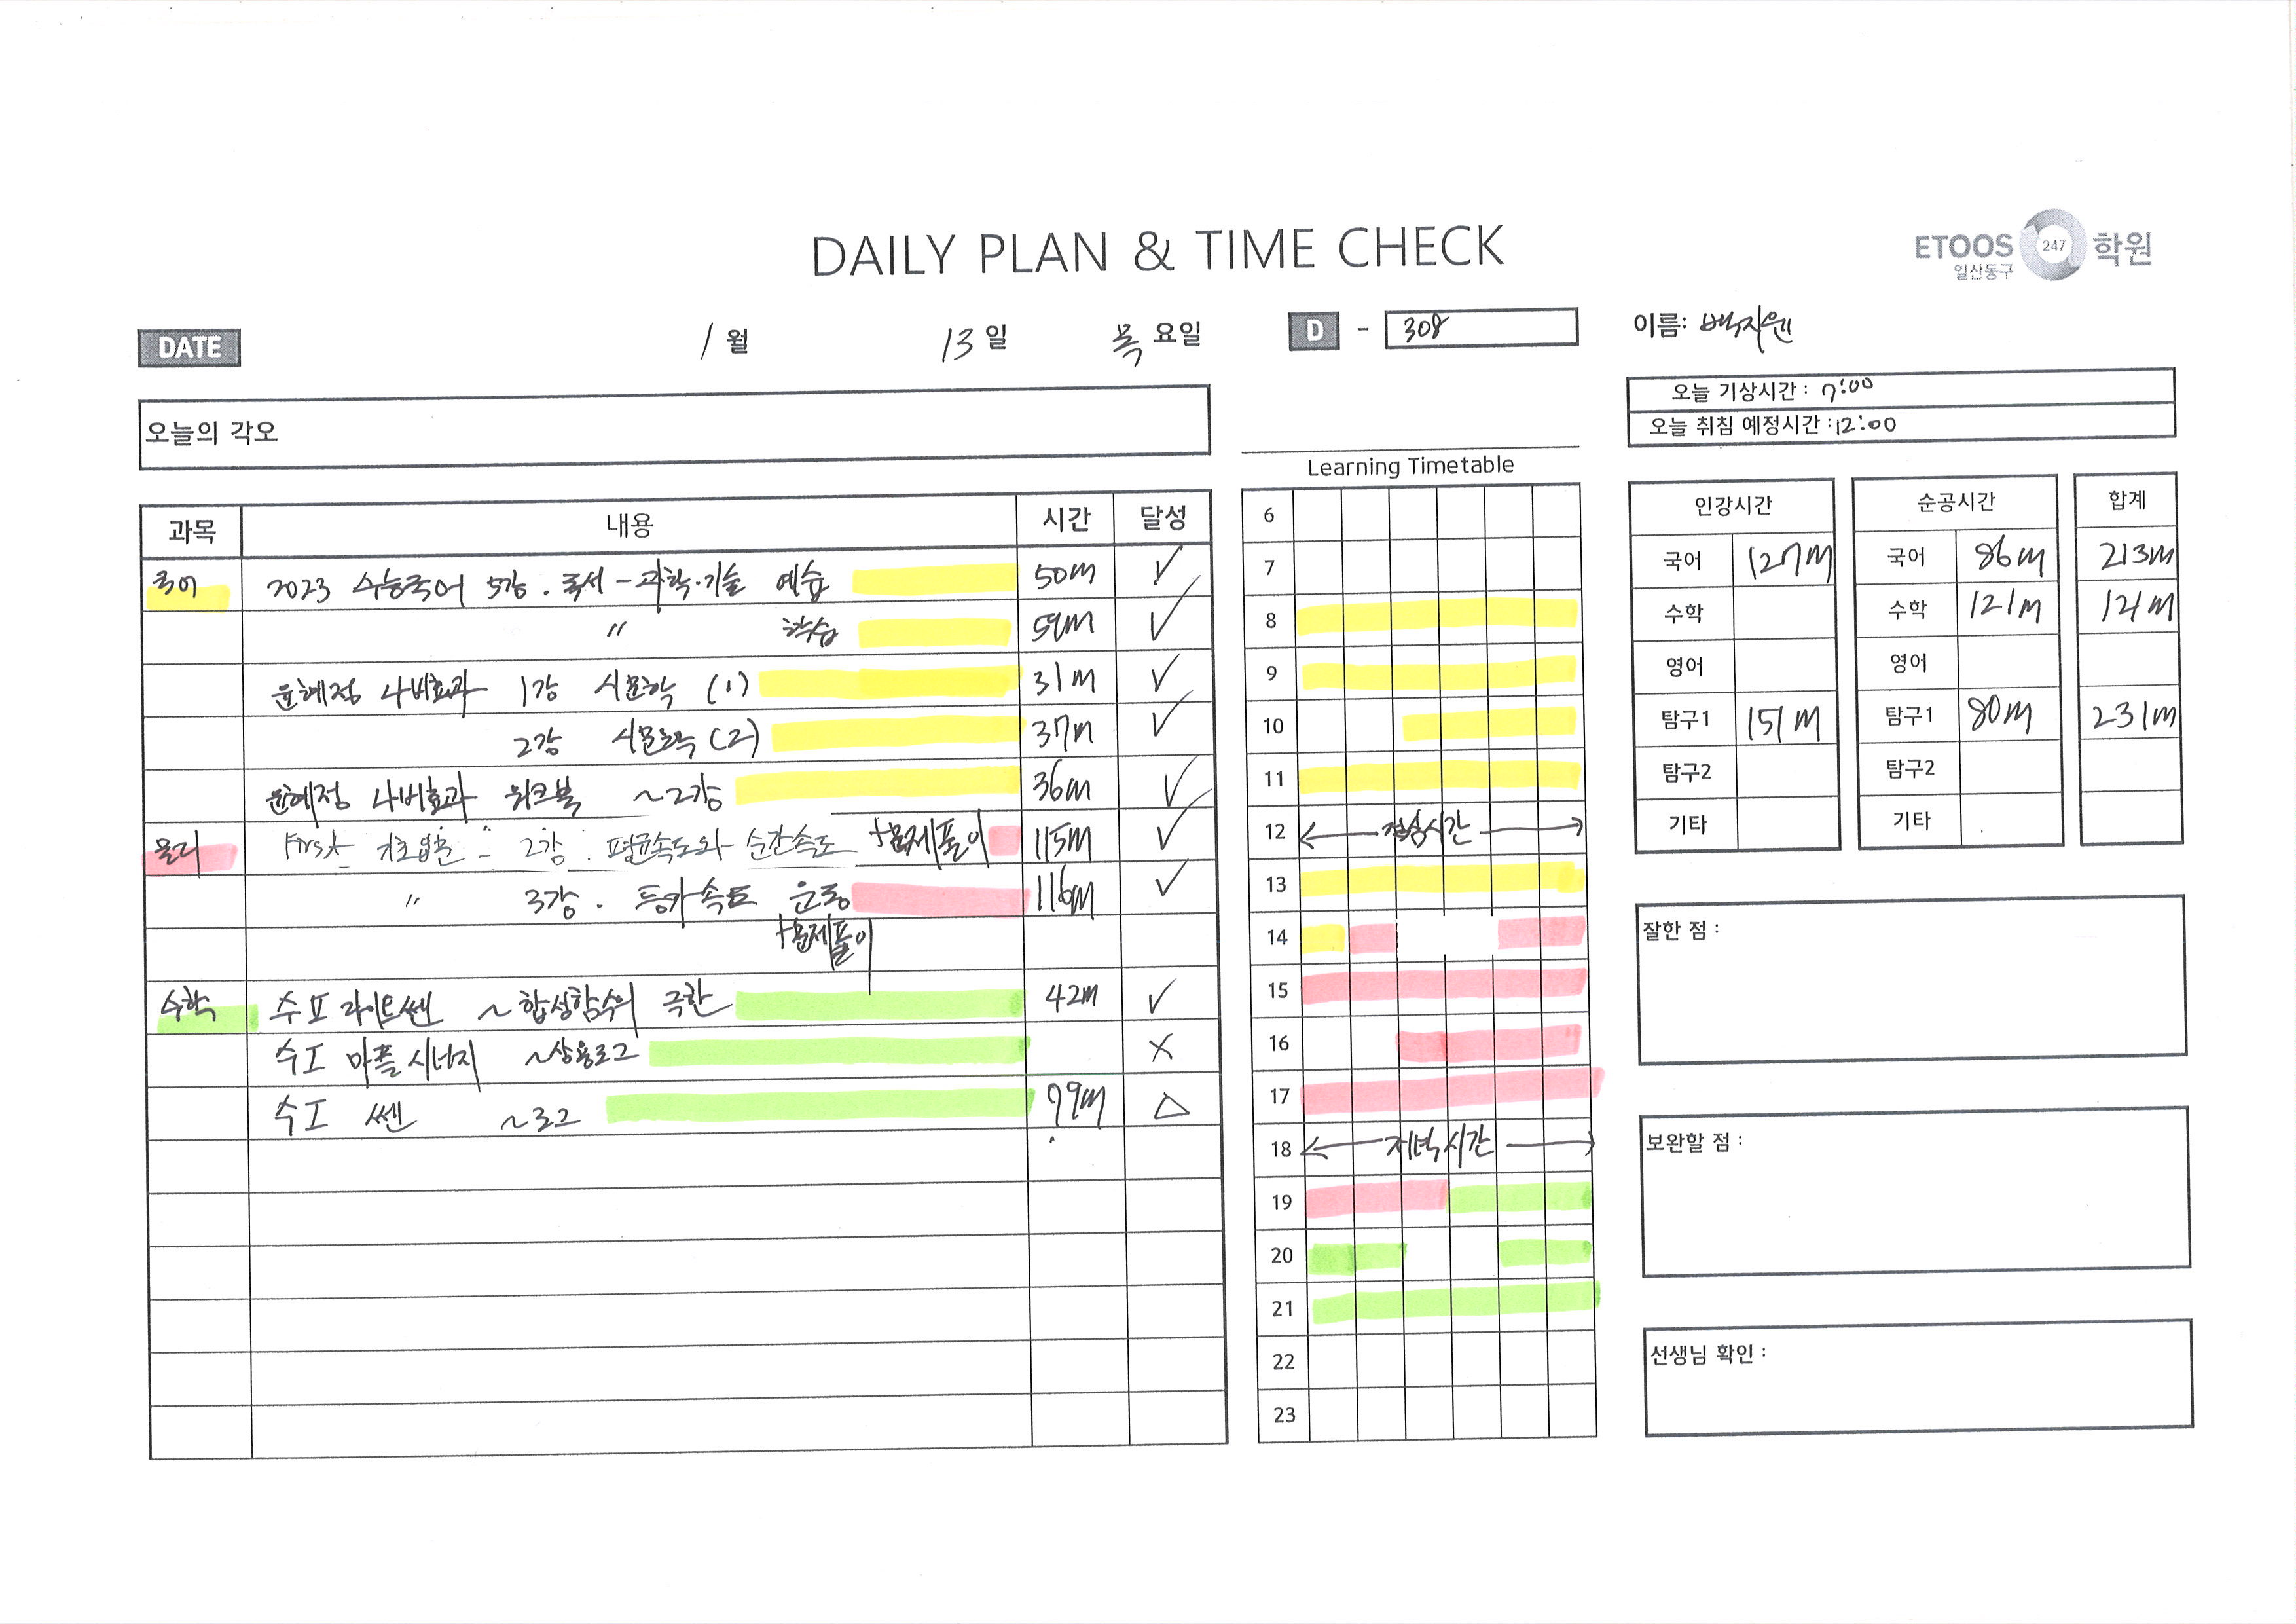 DAILY PLAN & TIME CHECK
ETOOS 247 학원
일산동구
DATE 1월 13일 목요일
D - 308
이름: 백지원
오늘의 각오
오늘 기상시간 : 7:00
오늘 취침 예정시간 : 12:00
과목 내용 시간 달성
국어 2023 수능국어 5강. 독서 - 과학·기술 예습 50m ✓
〃 학습 59m ✓
윤혜정 나비효과 1강 시문학 (1) 31m ✓
2강 시문학 (2) 37m ✓
윤혜정 나비효과 워크북 ~2강 36m ✓
물리 First 2강. 평균속도와 순간속도 +문제풀이 115m ✓
〃 3강. 등가속도 운동 116m ✓
+문제풀이
수학 수Ⅱ 라이트쎈 ~합성함수의 극한 42m ✓
수Ⅰ 마플시너지 ~상용로그 X
수Ⅰ 쎈 ~로그 79m △
Learning Timetable
6
7
8
9
10
11
12 점심시간
13
14
15
16
17
18 저녁시간
19
20
21
22
23
인강시간 순공시간 합계
국어 127m 국어 86m 213m
수학 수학 121m 121m
영어 영어
탐구1 151m 탐구1 80m 231m
탐구2 탐구2
기타 기타
잘한 점 :
보완할 점 :
선생님 확인 :